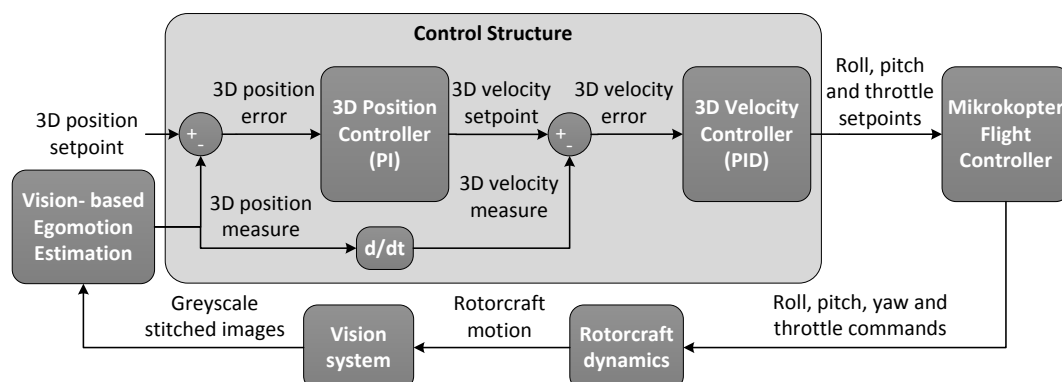 Control Structure
3D position
setpoint
+
-
3D position
error
3D Position
Controller
(PI)
3D velocity
setpoint
+
-
3D velocity
error
3D Velocity
Controller
(PID)
Roll, pitch
and throttle
setpoints
Mikrokopter
Flight
Controller
Vision- based
Egomotion
Estimation
3D position
measure
d/dt
3D velocity
measure
Greyscale
stitched images
Vision
system
Rotorcraft
motion
Rotorcraft
dynamics
Roll, pitch, yaw and
throttle commands